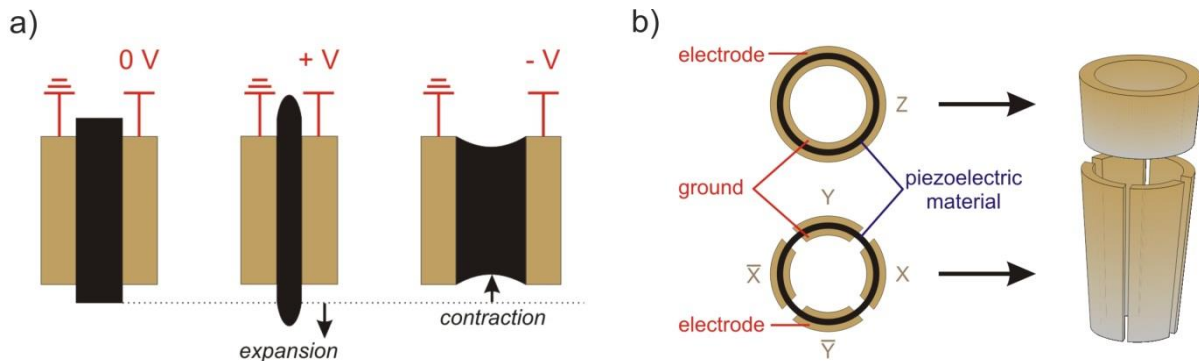 a)
0 V
+ V
- V
expansion
contraction
b)
electrode
Z
ground
piezoelectric
material
Y
X̅
X
electrode
Y̅